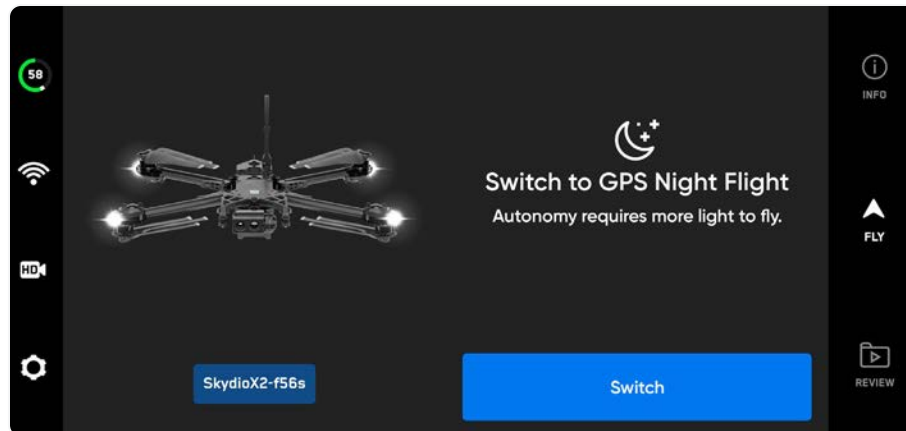 58
INFO
Switch to GPS Night Flight
Autonomy requires more light to fly.
FLY
HD
SkydioX2-f56s
Switch
REVIEW